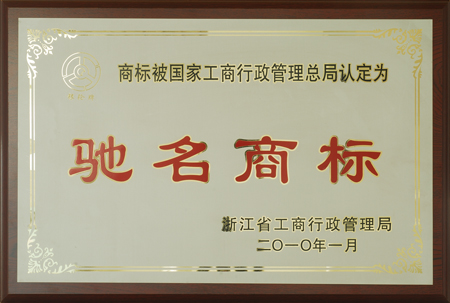 商标被国家工商行政管理总局认定为
驰名商标
浙江省工商行政管理局
二〇一〇年一月